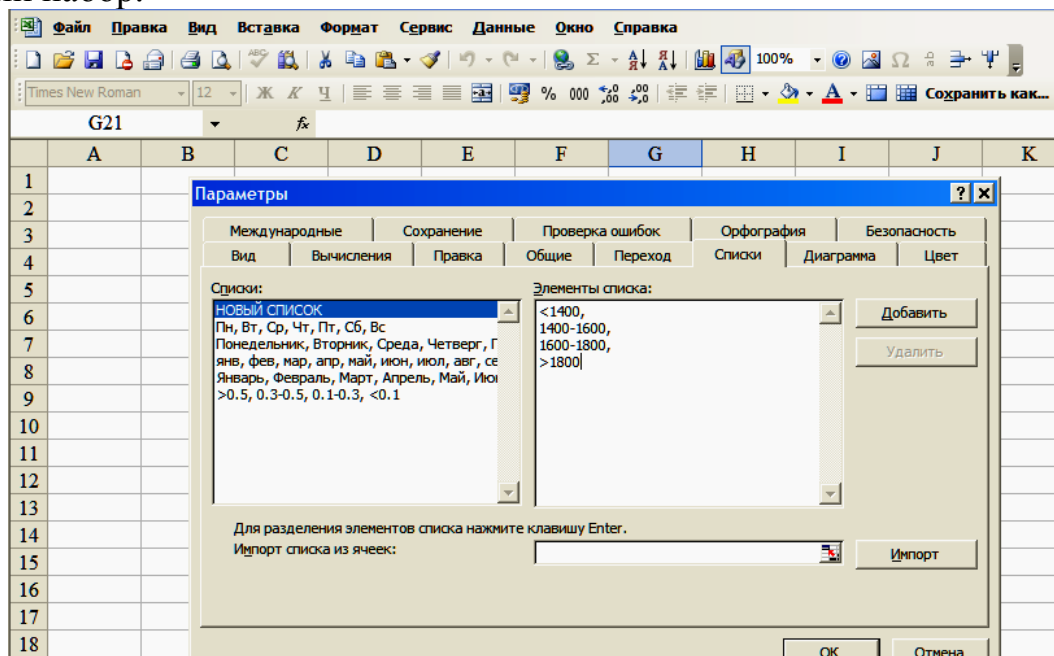 набор.
Файл Правка Вид Вставка Формат Сервис Данные Окно Справка
100%
Times New Roman 12 Ж К Ч % 000 Сохранить как...
G21 fx
A B C D E F G H I J K
1
2
3
4
5
6
7
8
9
10
11
12
13
14
15
16
17
18
Параметры
Международные Сохранение Проверка ошибок Орфография Безопасность
Вид Вычисления Правка Общие Переход Списки Диаграмма Цвет
Списки:
НОВЫЙ СПИСОК
Пн, Вт, Ср, Чт, Пт, Сб, Вс
Понедельник, Вторник, Среда, Четверг, П
янв, фев, мар, апр, май, июн, июл, авг, се
Январь, Февраль, Март, Апрель, Май, Июн
>0.5, 0.3-0.5, 0.1-0.3, <0.1
Элементы списка:
<1400,
1400-1600,
1600-1800,
>1800
Добавить
Удалить
Для разделения элементов списка нажмите клавишу Enter.
Импорт списка из ячеек:
Импорт
ОК Отмена